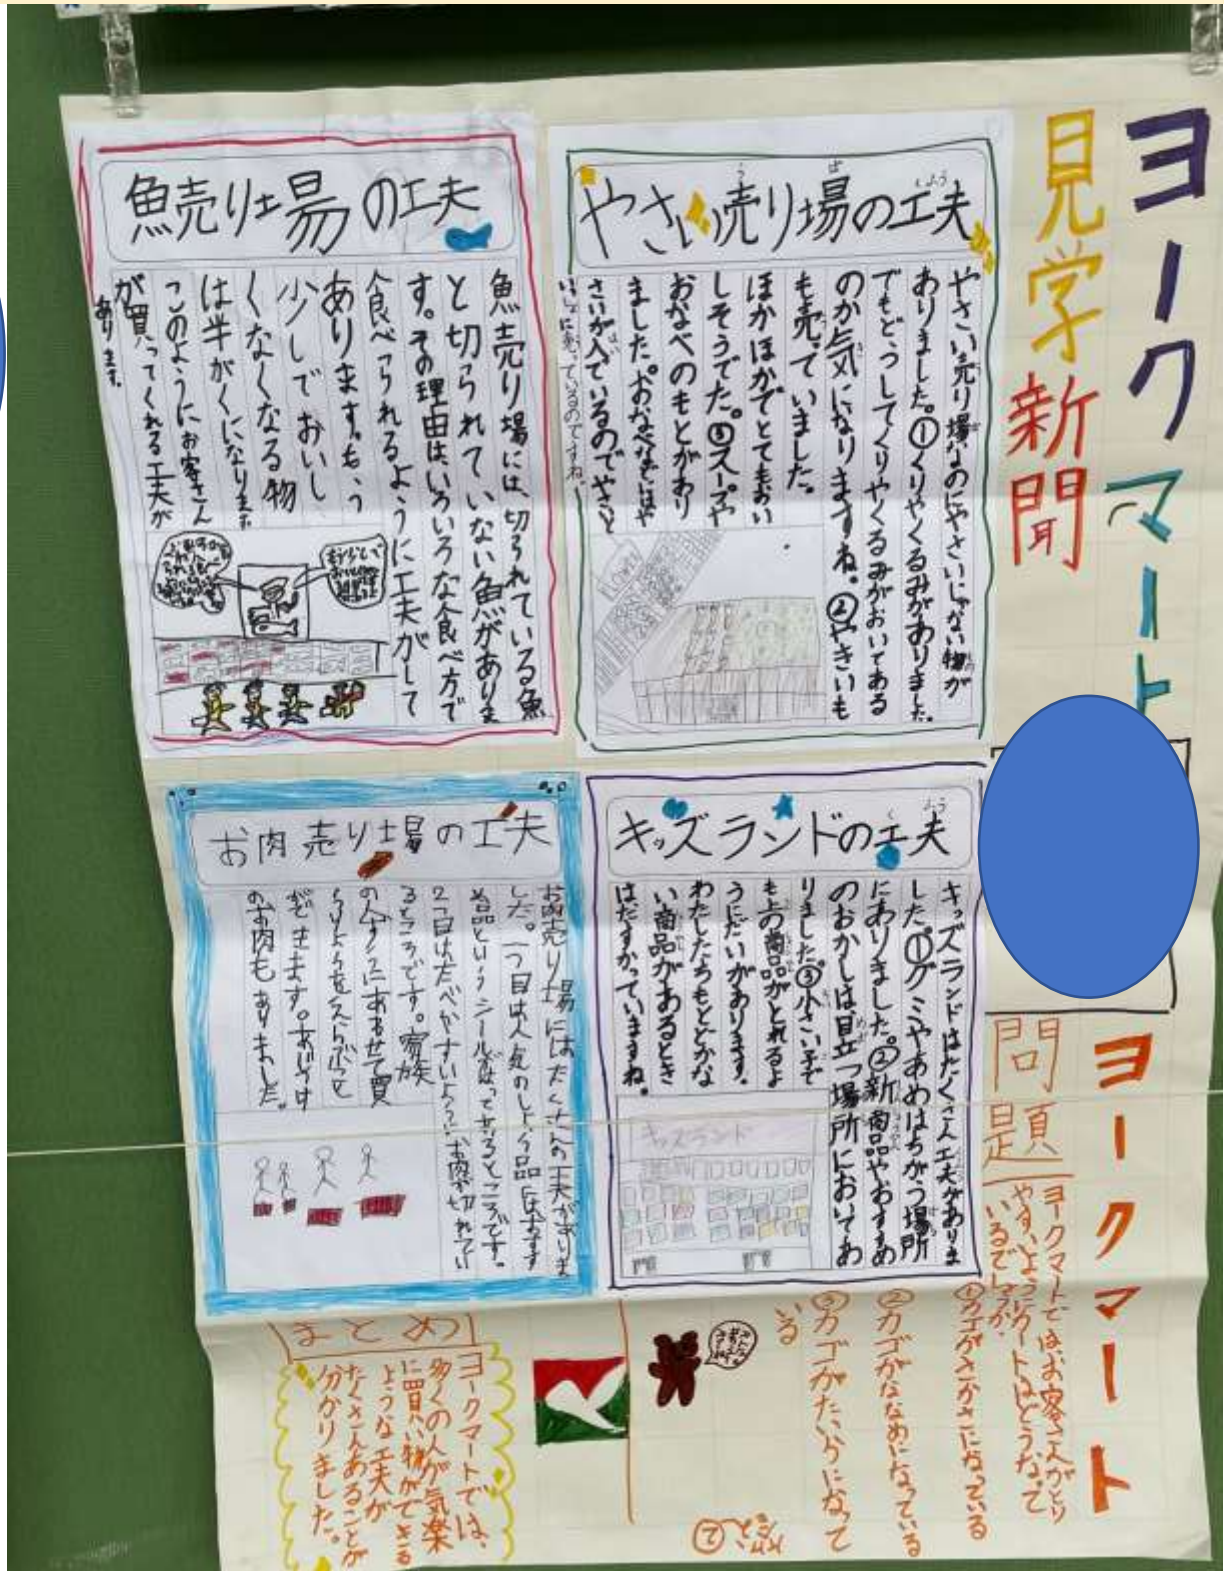 ヨークマート
見学新聞
やさい売り場の工夫
やさい売り場なのにやさいじゃない物が
ありました。①くりやくるみがありました。
でもどうしてくりやくるみがおいてある
のか気になりますね。②やきいも
も売っていました。
ほかほかでとてもおい
しそうでした。③スープや
おなべのもとがあり
ました。おなべなどはや
さいが入ているのでやさいと
いっしょに売っているのですね。
魚売り場の工夫
魚売り場には、切られている魚
と切られていない魚がありま
す。その理由は、いろいろな食べ方で
食べられるように工夫がして
あります。もう
少しでおいし
くなくなる物
は半がくになります
このようにお客さん
が買ってくれる工夫が
あります。
キッズランドの工夫
キッズランドはたくさん工夫がありま
した。①グミやあめはちがう場所
にありました。②新商品やおすすめ
のおかしは目立つ場所においてあ
りました。③小さい子で
も上の商品がとれるよ
うにだいがあります。
わたしたちもとどかな
い商品があるとき
はたすかっていますね。
キッズランド
お肉売り場の工夫
お肉売り場にはたくさんの工夫がありま
した。一つ目は人気のしょう品にはおすす
め品というシールがはってあるところです。
2つ目はたべやすいようにお肉が切れてい
るところです。家族
の人ずうにあわせて買
うりょうをえらぶこと
ができます。あじつけ
のお肉もありました。
ヨークマート
問題
ヨークマートではお客さんがとり
やすいようにカートはどうなって
いるでしょうか。
①カゴがさかさになっている
②カゴがななめになっている
③カゴがたいらになって
いる
こたえ②
まとめ
ヨークマートでは、
多くの人が気楽
に買い物ができる
ような工夫が
たくさんあることが
分かりました。